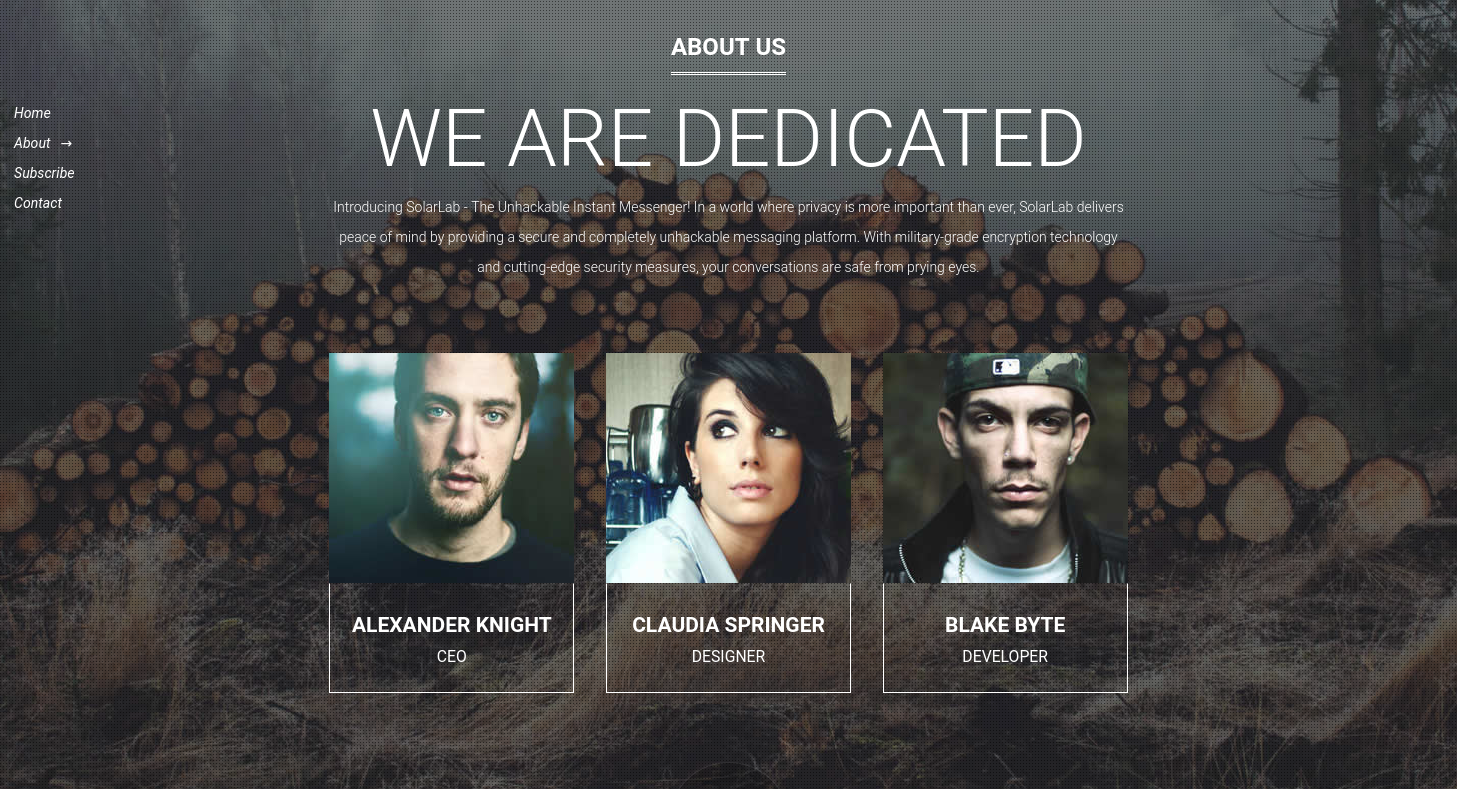 ABOUT US
Home
About →
Subscribe
Contact
WE ARE DEDICATED
Introducing SolarLab - The Unhackable Instant Messenger! In a world where privacy is more important than ever, SolarLab delivers
peace of mind by providing a secure and completely unhackable messaging platform. With military-grade encryption technology
and cutting-edge security measures, your conversations are safe from prying eyes.
ALEXANDER KNIGHT
CEO
CLAUDIA SPRINGER
DESIGNER
BLAKE BYTE
DEVELOPER